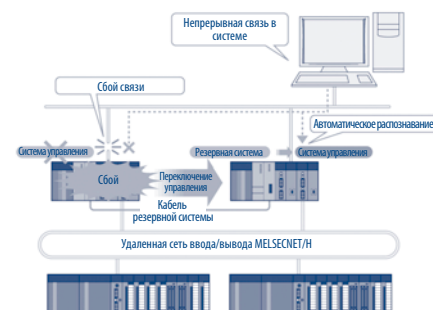 Непрерывная связь в
системе
Сбой связи
Автоматическое распознавание
Система управления
Резервная система
Система управления
Сбой
Переключение
управления
Кабель
резервной системы
Удаленная сеть ввода/вывода MELSECNET/H